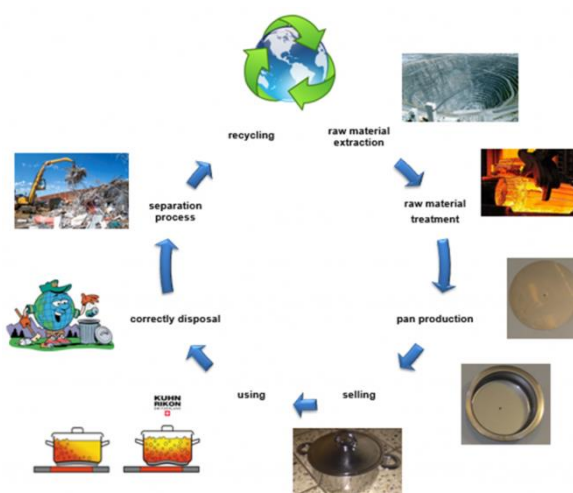 recycling
raw material
extraction
raw material
treatment
pan production
selling
using
correctly disposal
separation
process
KUHN
RIKON